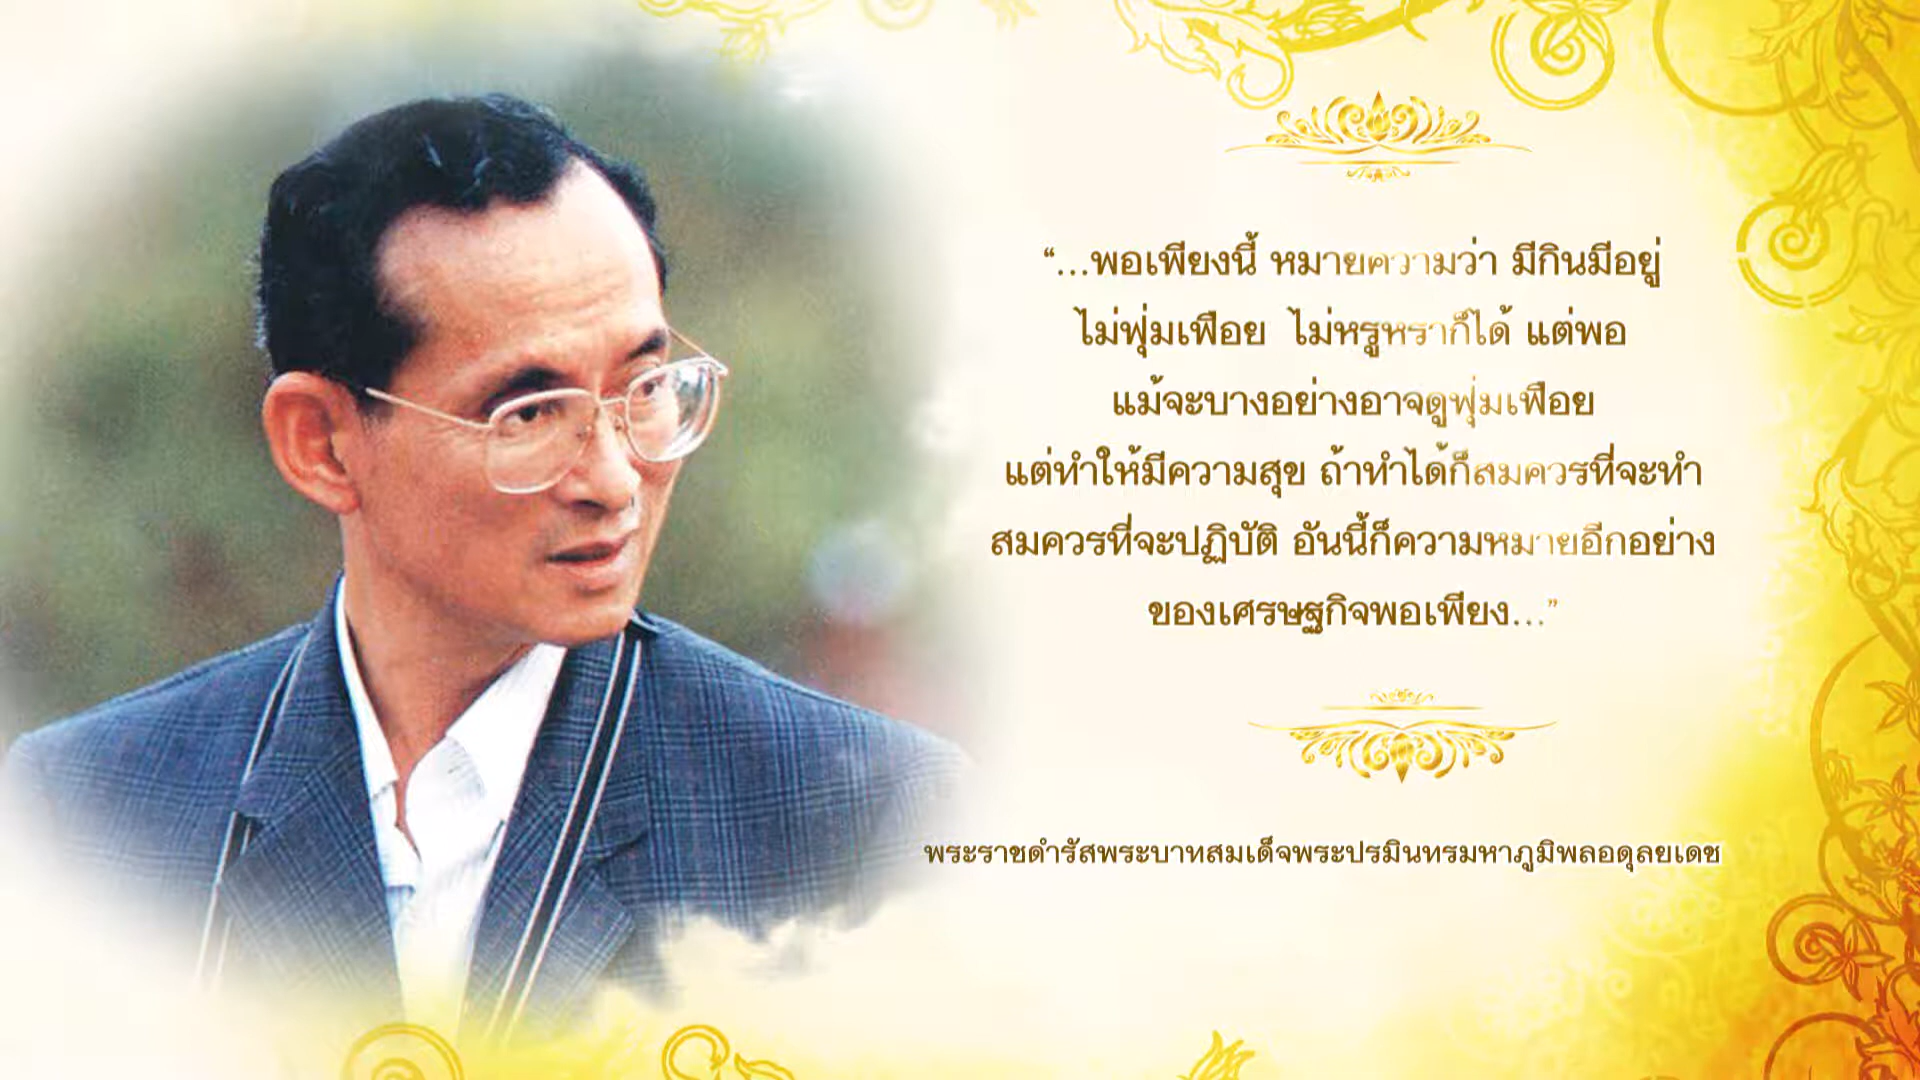 “...พอเพียงนี้ หมายความว่า มีกินมีอยู่
ไม่ฟุ่มเฟือย ไม่หรูหราก็ได้ แต่พอ
แม้จะบางอย่างอาจดูฟุ่มเฟือย
แต่ทำให้มีความสุข ถ้าทำได้ก็สมควรที่จะทำ
สมควรที่จะปฏิบัติ อันนี้ก็ความหมายอีกอย่าง
ของเศรษฐกิจพอเพียง...”
พระราชดำรัสพระบาทสมเด็จพระปรมินทรมหาภูมิพลอดุลยเดช